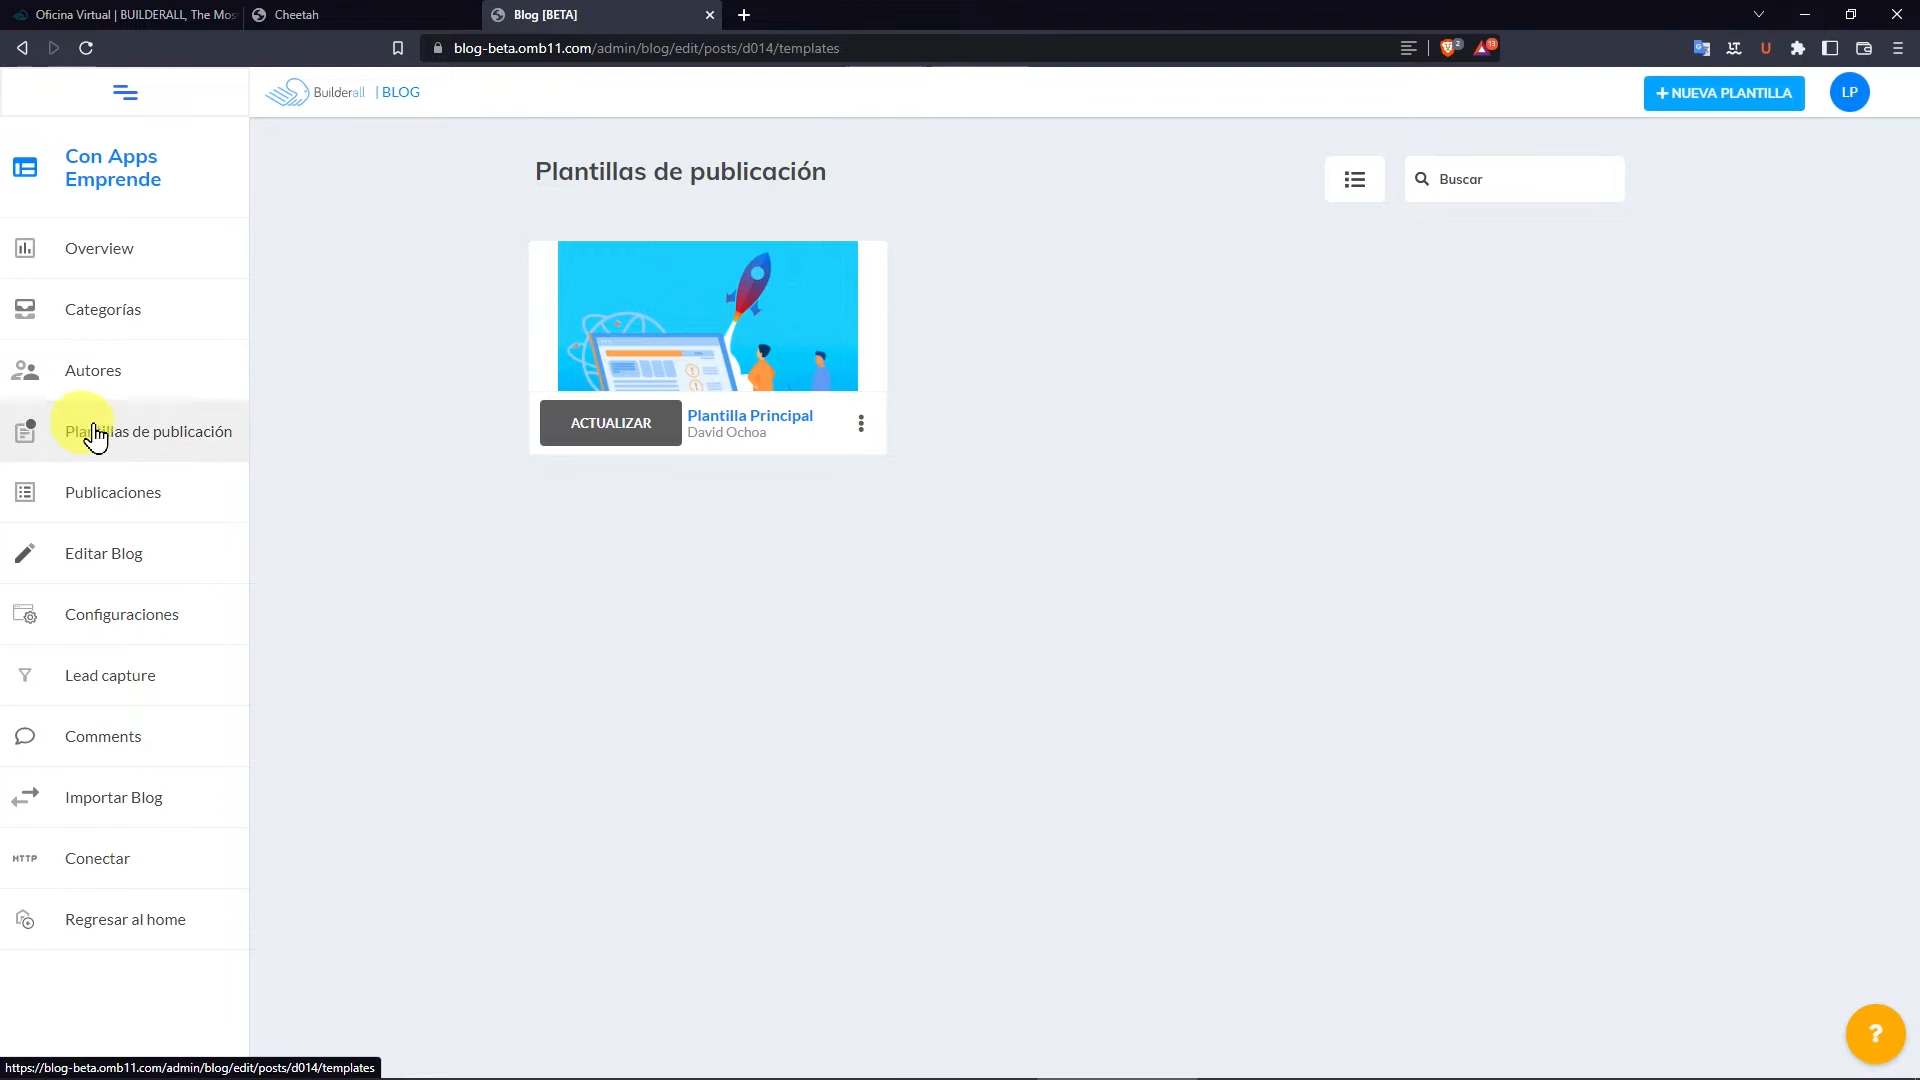 Oficina Virtual | BUILDERALL, The Mos
Cheetah
Blog [BETA]
blog-beta.omb11.com/admin/blog/edit/posts/d014/templates
2
13
U
Builderall | BLOG
+ NUEVA PLANTILLA
LP
Con Apps
Emprende
Overview
Categorías
Autores
Plantillas de publicación
Publicaciones
Editar Blog
Configuraciones
Lead capture
Comments
Importar Blog
HTTP Conectar
Regresar al home
Plantillas de publicación
Buscar
ACTUALIZAR
Plantilla Principal
David Ochoa
?
https://blog-beta.omb11.com/admin/blog/edit/posts/d014/templates